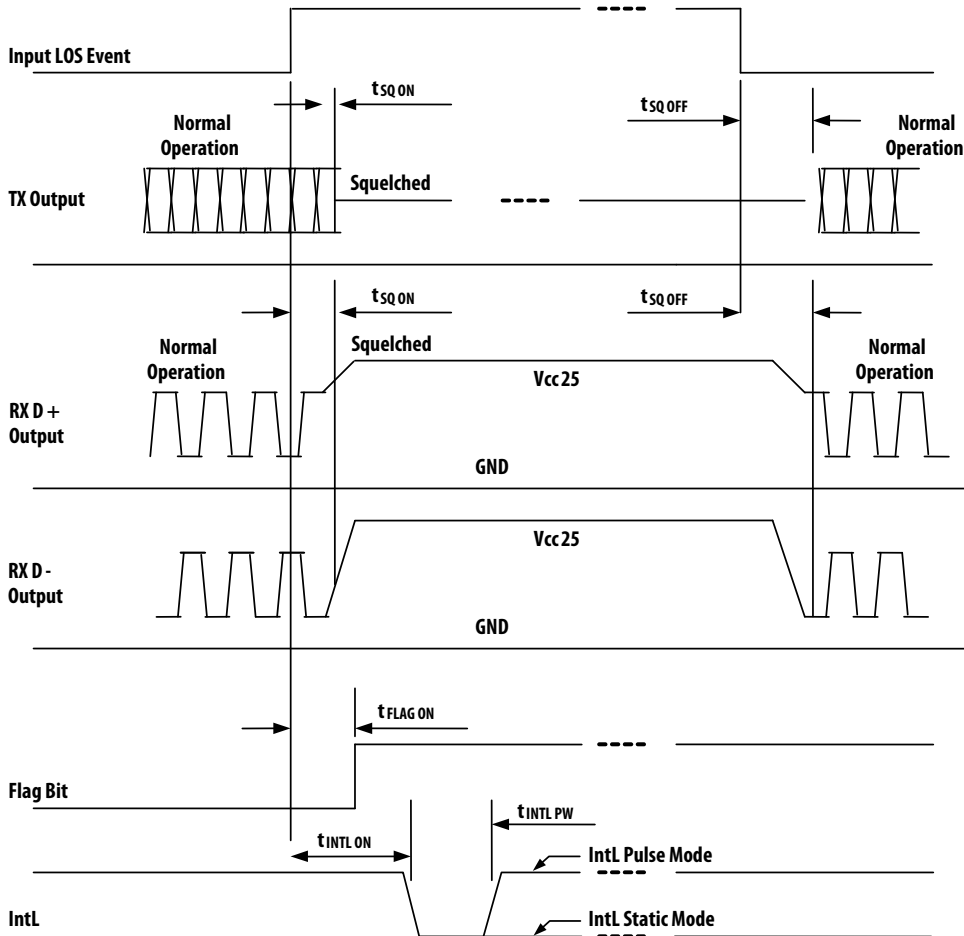 Input LOS Event
tSQ ON
tSQ OFF
Normal
Operation
Normal
Operation
TX Output
Squelched
tSQ ON
tSQ OFF
Normal
Operation
Squelched
Normal
Operation
Vcc25
RX D +
Output
GND
Vcc25
RX D -
Output
GND
tFLAG ON
Flag Bit
tINTL ON
tINTL PW
IntL Pulse Mode
IntL
IntL Static Mode